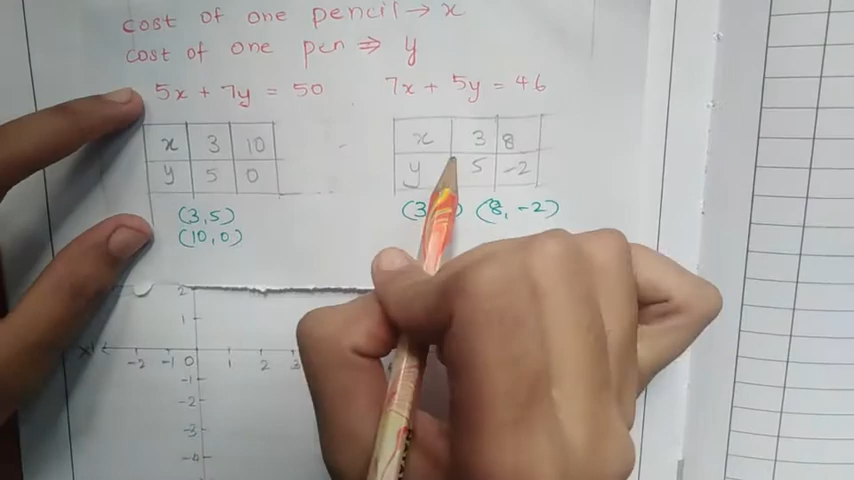 cost of one pencil → x
cost of one pen ⇒ y
5x + 7y = 50
7x + 5y = 46
x 3 10
y 5 0
x 3 8
y 5 -2
(3,5)
(10,0)
(3 ) (8, -2)
2
1
x' -2 -1 0 1 2 3
-1
-2
-3
-4